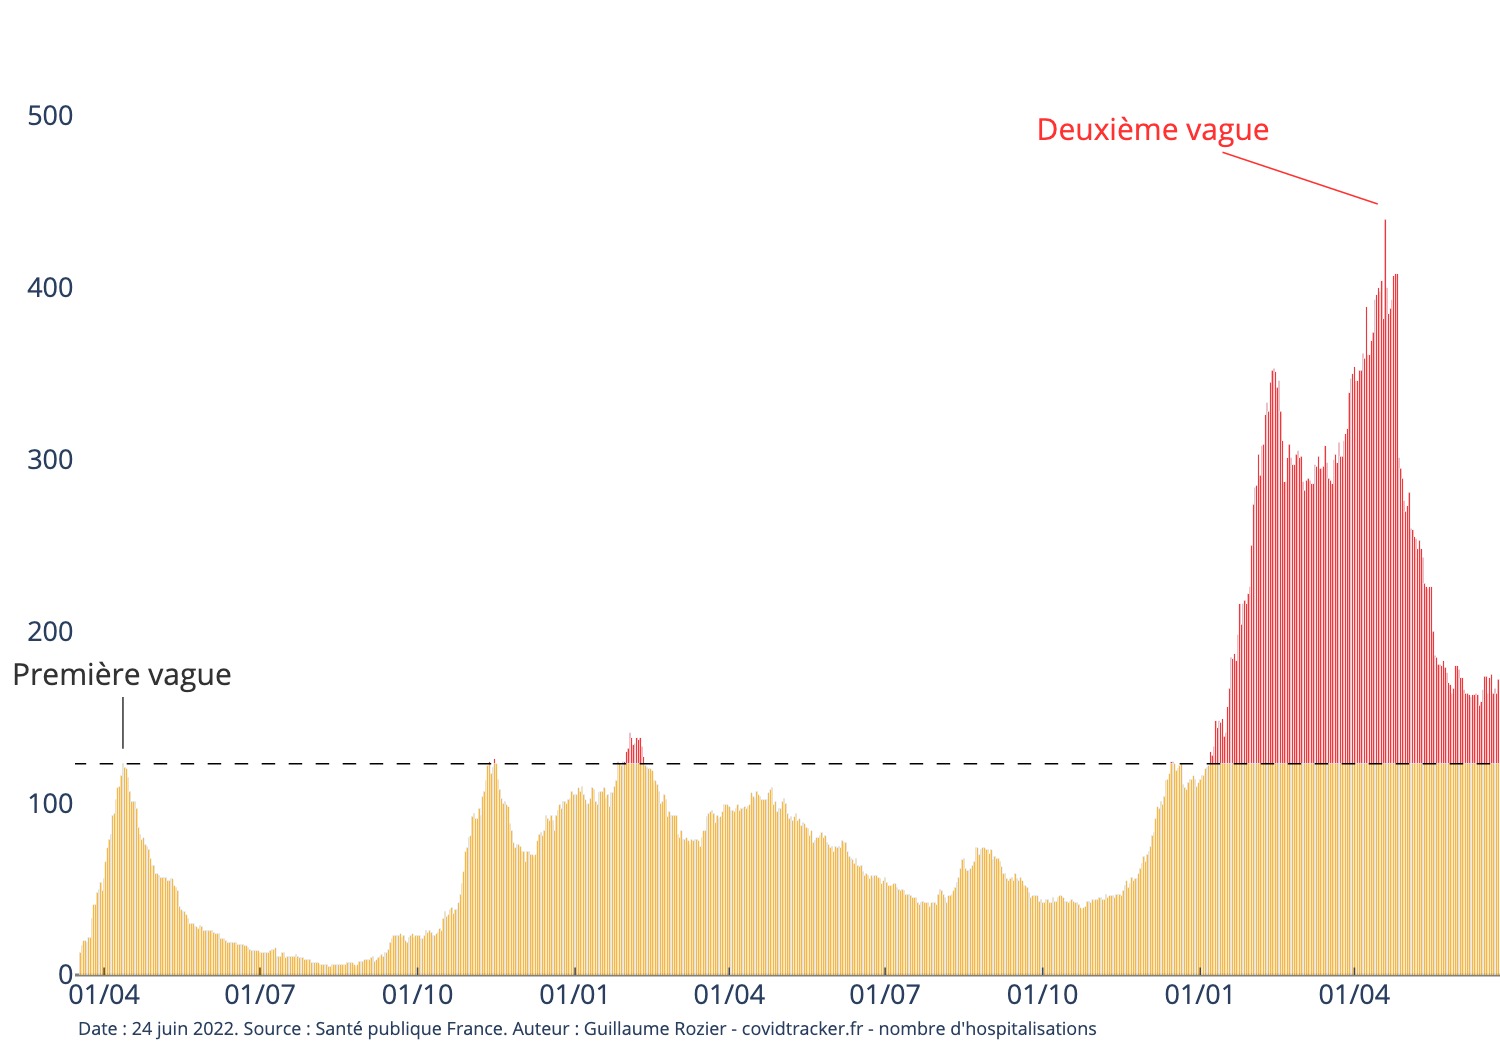 500
Deuxième vague
400
300
200
Première vague
100
0
01/04 01/07 01/10 01/01 01/04 01/07 01/10 01/01 01/04
Date : 24 juin 2022. Source : Santé publique France. Auteur : Guillaume Rozier - covidtracker.fr - nombre d'hospitalisations